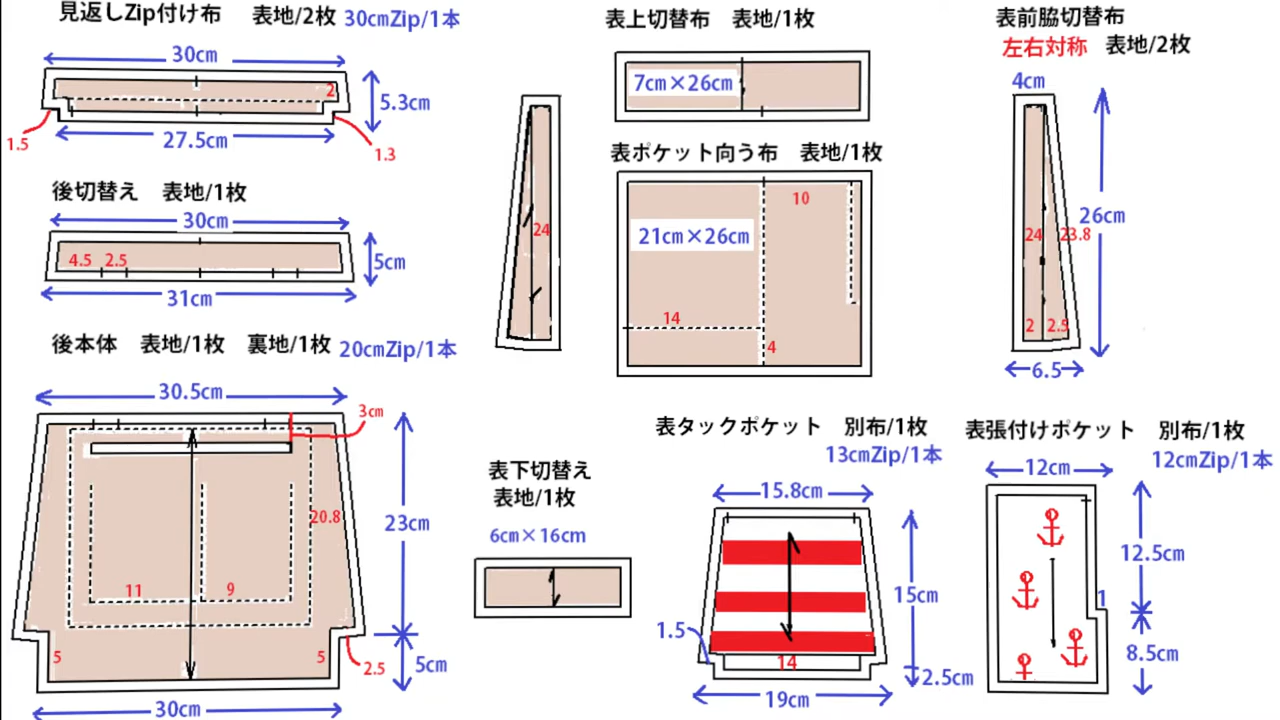 見返しZip付け布　表地/2枚 30cmZip/1本
30cm
2
5.3cm
27.5cm
1.5
1.3
後切替え　表地/1枚
30cm
4.5 2.5
5cm
31cm
後本体　表地/1枚　裏地/1枚 20cmZip/1本
30.5cm
3cm
20.8
23cm
11
9
5
5
2.5
5cm
30cm
24
表上切替布　表地/1枚
7cm×26cm
表ポケット向う布　表地/1枚
10
21cm×26cm
14
4
表前脇切替布
左右対称　表地/2枚
4cm
26cm
24
23.8
2
2.5
6.5
表下切替え
表地/1枚
6cm×16cm
表タックポケット　別布/1枚
13cmZip/1本
15.8cm
15cm
1.5
14
2.5cm
19cm
表張付けポケット　別布/1枚
12cmZip/1本
12cm
12.5cm
1
8.5cm